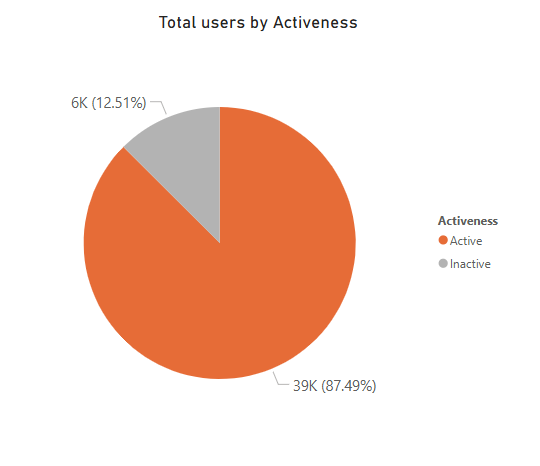 Total users by Activeness
6K (12.51%)
Activeness
Active
Inactive
39K (87.49%)